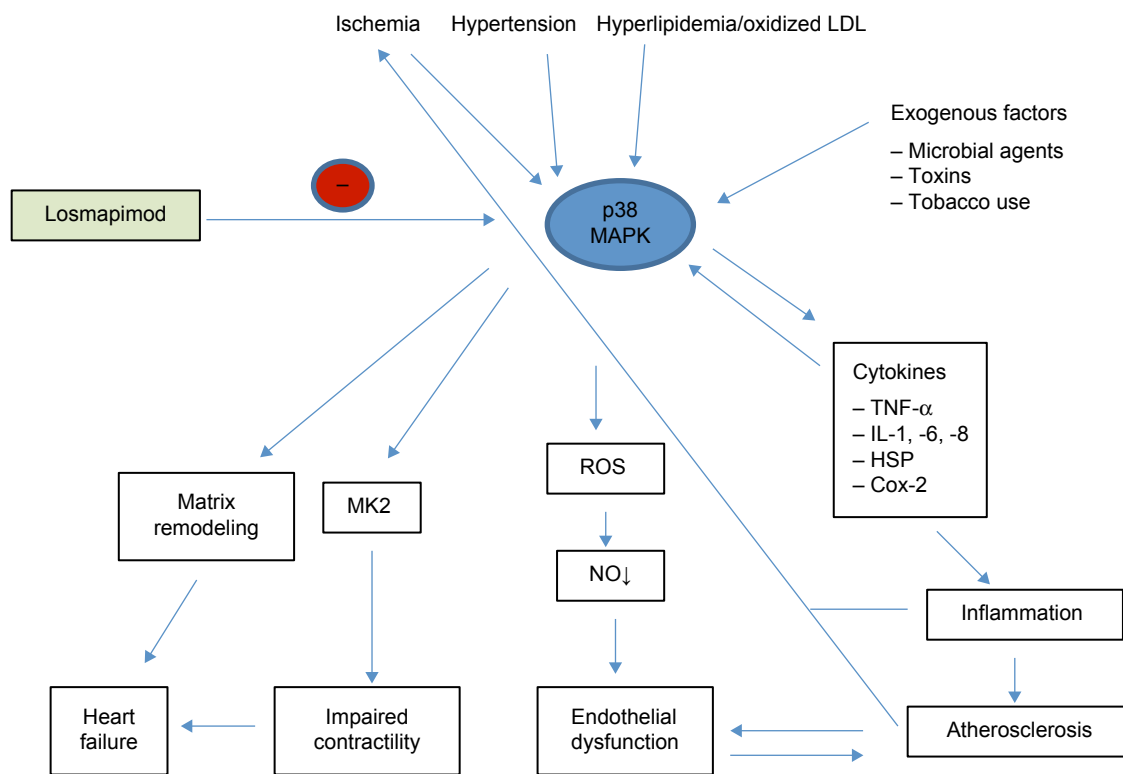 Ischemia
Hypertension
Hyperlipidemia/oxidized LDL
Exogenous factors
– Microbial agents
– Toxins
– Tobacco use
–
Losmapimod
p38
MAPK
Cytokines
– TNF-α
– IL-1, -6, -8
– HSP
– Cox-2
Matrix
remodeling
MK2
ROS
NO↓
Inflammation
Heart
failure
Impaired
contractility
Endothelial
dysfunction
Atherosclerosis